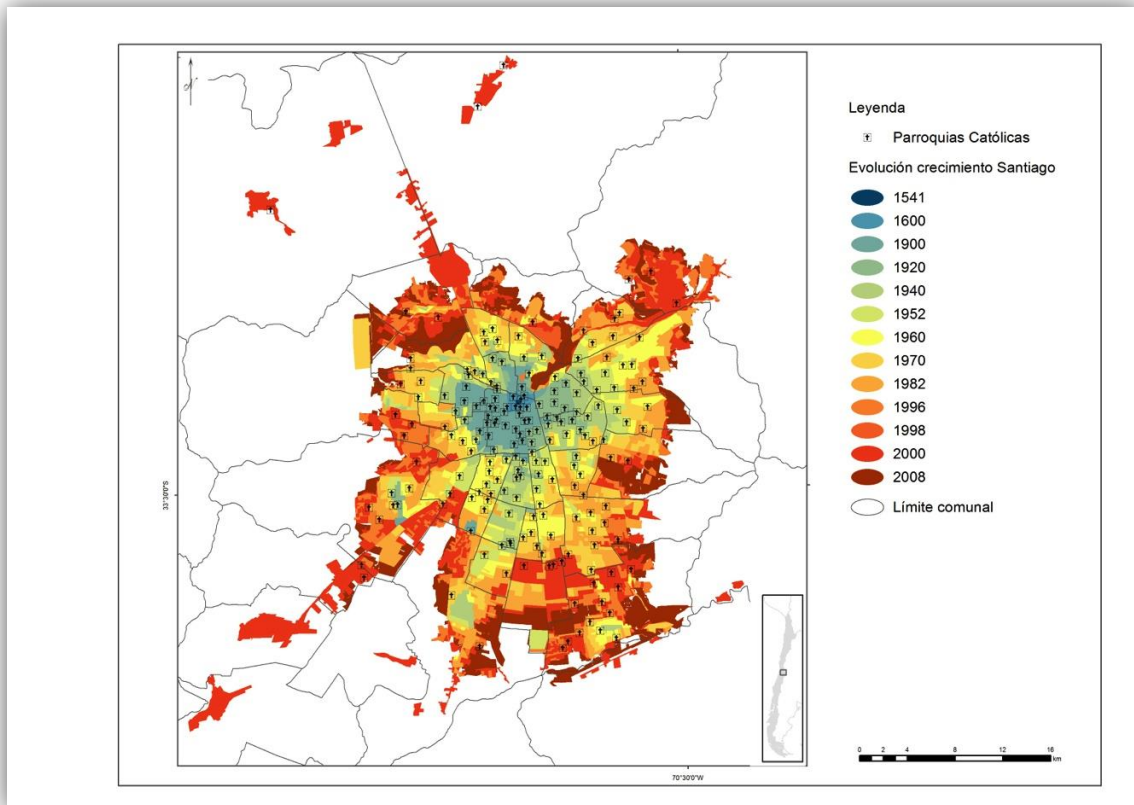 Leyenda
Parroquias Católicas
Evolución crecimiento Santiago
1541
1600
1900
1920
1940
1952
1960
1970
1982
1996
1998
2000
2008
Límite comunal
33°30'0"S
70°30'0"W
0 2 4 8 12 16
km